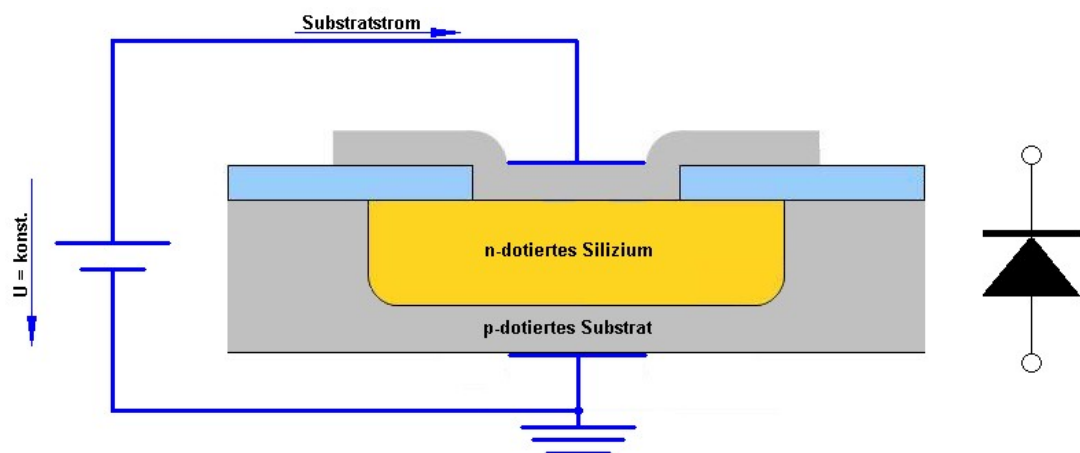 Substratstrom
U = konst.
n-dotiertes Silizium
p-dotiertes Substrat